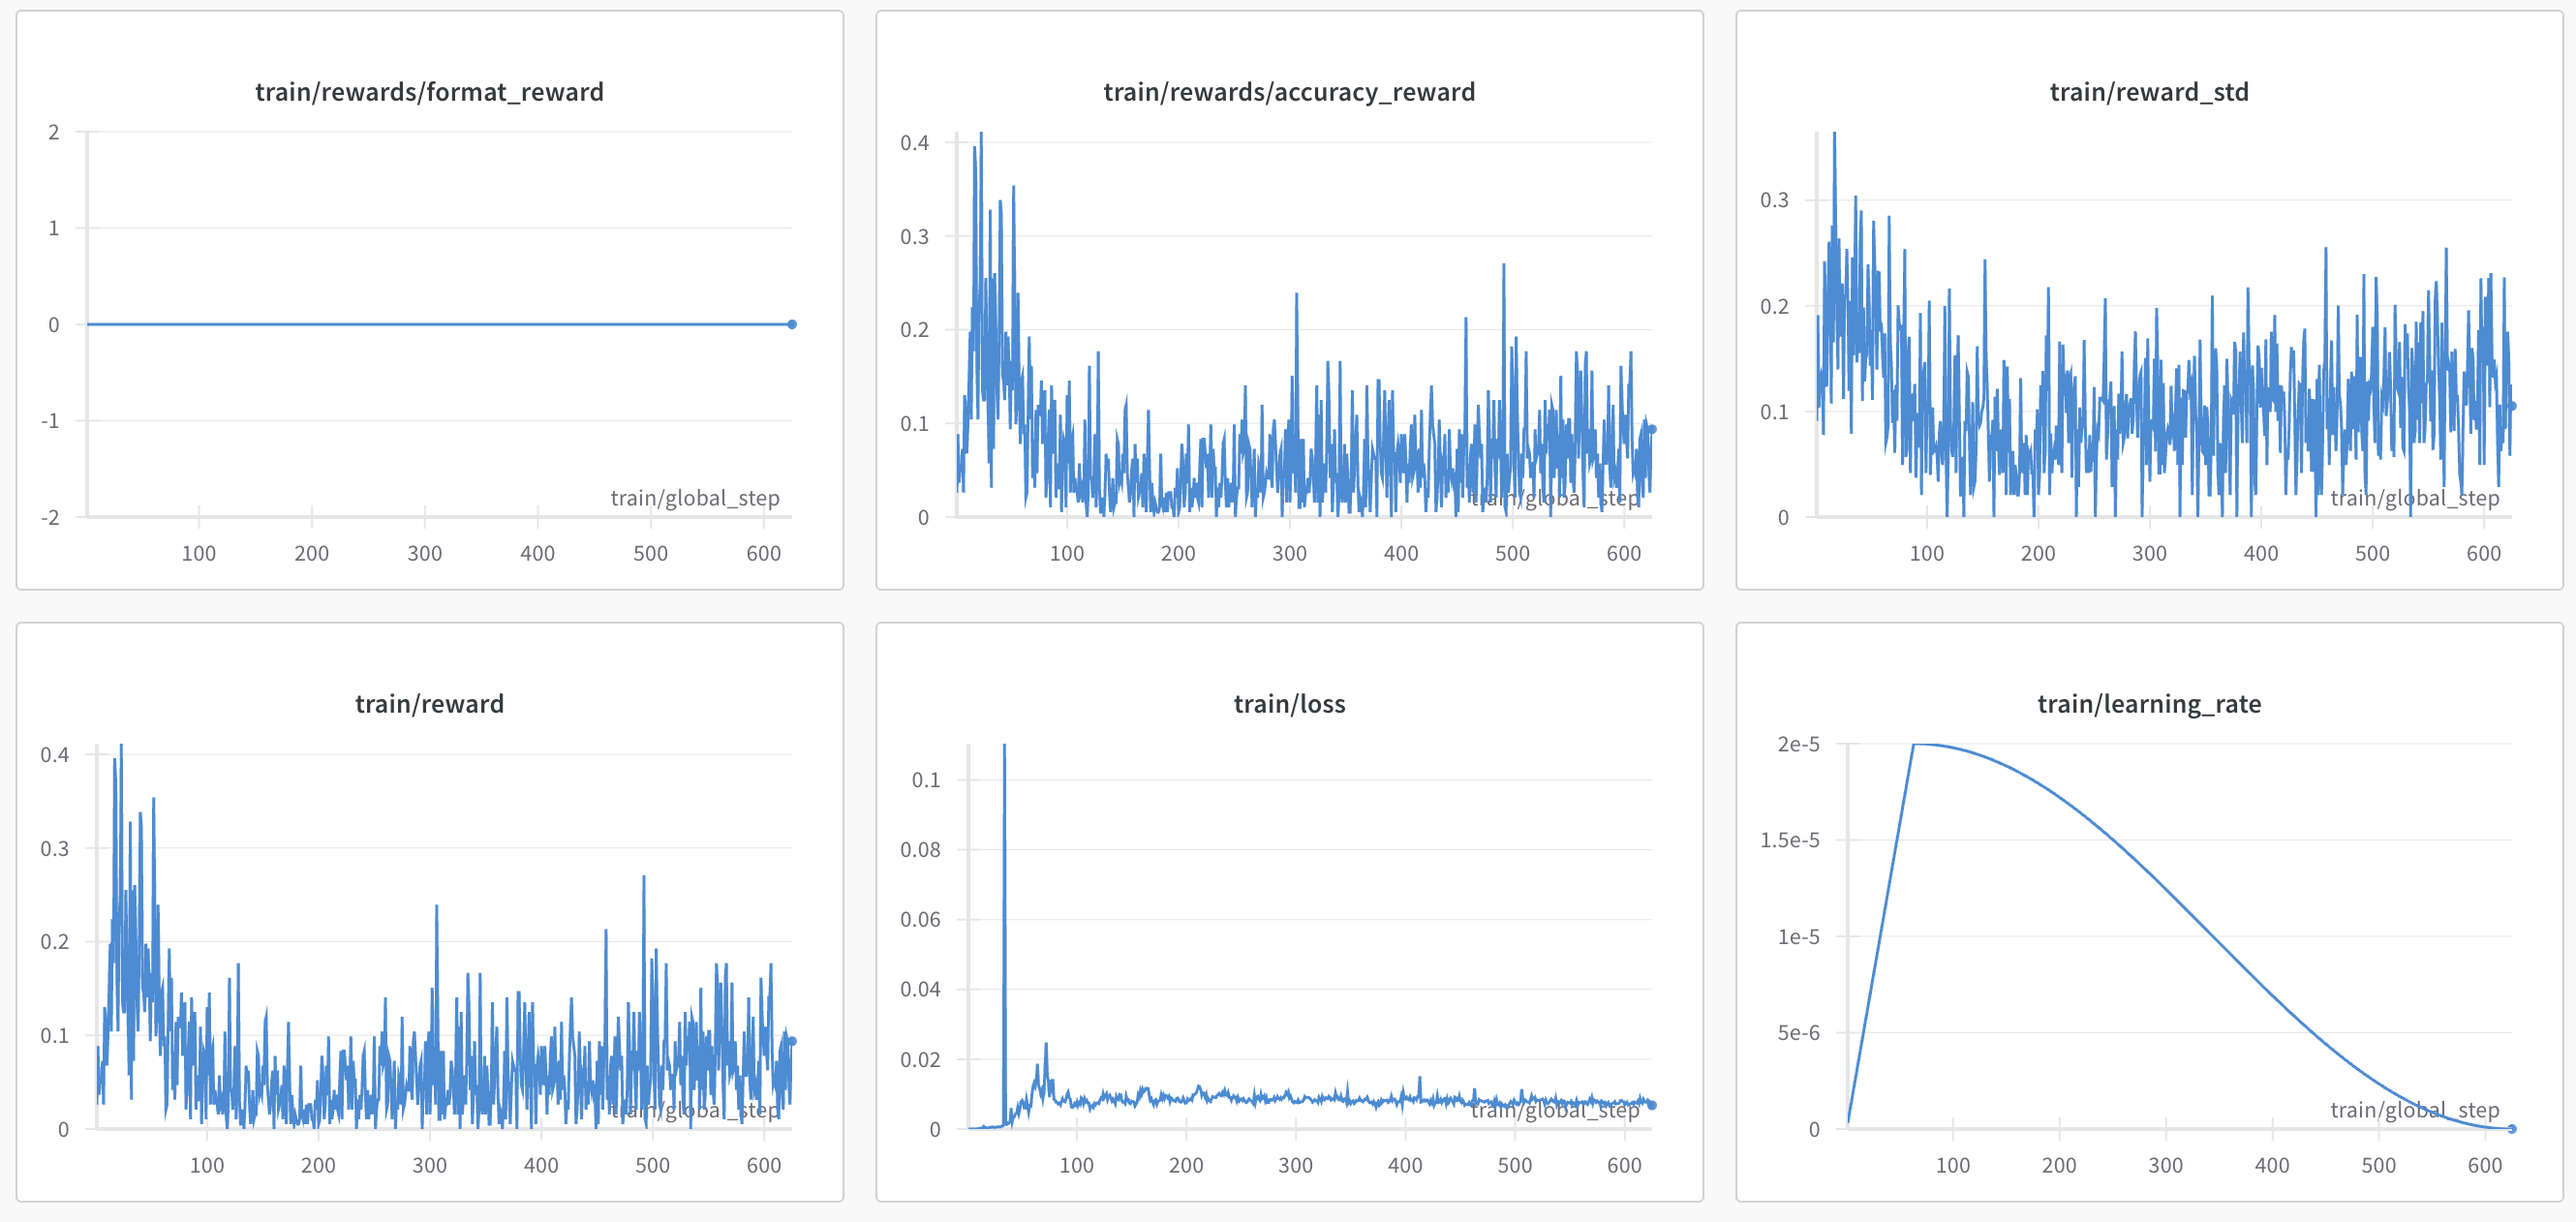 train/rewards/format_reward
2
1
0
-1
-2
train/global_step
100 200 300 400 500 600
train/rewards/accuracy_reward
0.4
0.3
0.2
0.1
0
train/global_step
100 200 300 400 500 600
train/reward_std
0.3
0.2
0.1
0
train/global_step
100 200 300 400 500 600
train/reward
0.4
0.3
0.2
0.1
0
train/global_step
100 200 300 400 500 600
train/loss
0.1
0.08
0.06
0.04
0.02
0
train/global_step
100 200 300 400 500 600
train/learning_rate
2e-5
1.5e-5
1e-5
5e-6
0
train/global_step
100 200 300 400 500 600